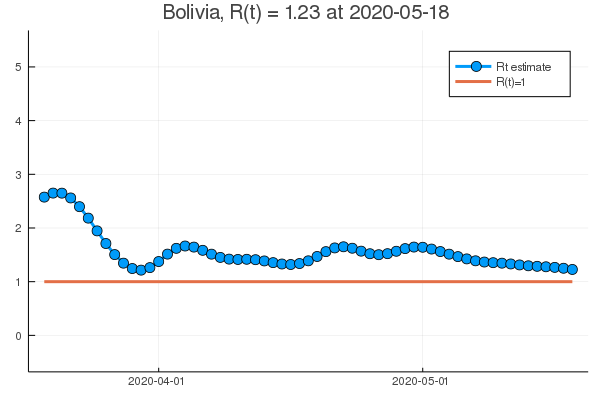 Bolivia, R(t) = 1.23 at 2020-05-18
Rt estimate
R(t)=1
5
4
3
2
1
0
2020-04-01
2020-05-01